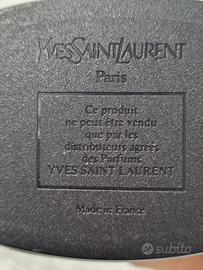 YVESSAINTLAURENT
Paris
Ce produit
ne peut être vendu
que par les
distributeurs agréés
des Parfums
YVES SAINT LAURENT
Made in France
subito